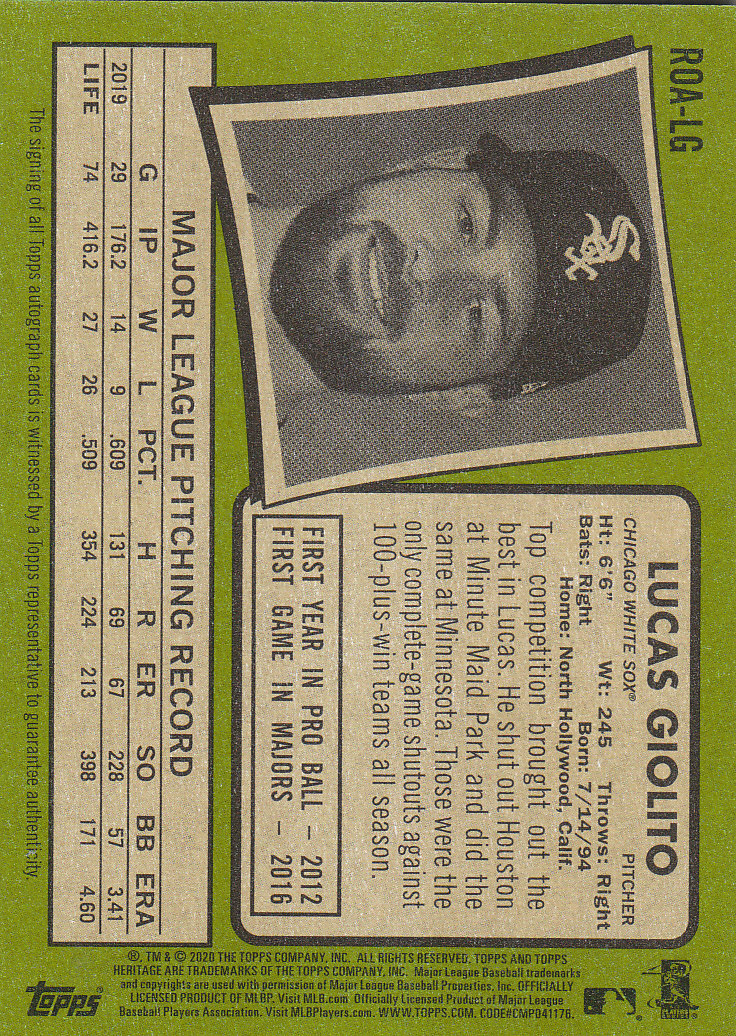 ROA-LG
Sox
LUCAS GIOLITO
CHICAGO WHITE SOX® PITCHER
Ht: 6'6" Wt: 245 Throws: Right
Bats: Right Born: 7/14/94
Home: North Hollywood, Calif.
Top competition brought out the
best in Lucas. He shut out Houston
at Minute Maid Park and did the
same at Minnesota. Those were the
only complete-game shutouts against
100-plus-win teams all season.
FIRST YEAR IN PRO BALL – 2012
FIRST GAME IN MAJORS – 2016
MAJOR LEAGUE PITCHING RECORD
G IP W L PCT. H R ER SO BB ERA
2019 29 176.2 14 9 .609 131 69 67 228 57 3.41
LIFE 74 416.2 27 26 .509 354 224 213 398 171 4.60
The signing of all Topps autograph cards is witnessed by a Topps representative to guarantee authenticity.
®, TM & © 2020 THE TOPPS COMPANY, INC. ALL RIGHTS RESERVED. TOPPS AND TOPPS
HERITAGE ARE TRADEMARKS OF THE TOPPS COMPANY, INC. Major League Baseball trademarks
and copyrights are used with permission of Major League Baseball Properties, Inc. OFFICIALLY
LICENSED PRODUCT OF MLBP. Visit MLB.com Officially Licensed Product of Major League
Baseball Players Association. Visit MLBPlayers.com. WWW.TOPPS.COM. CODE#CMP041176.
Topps®